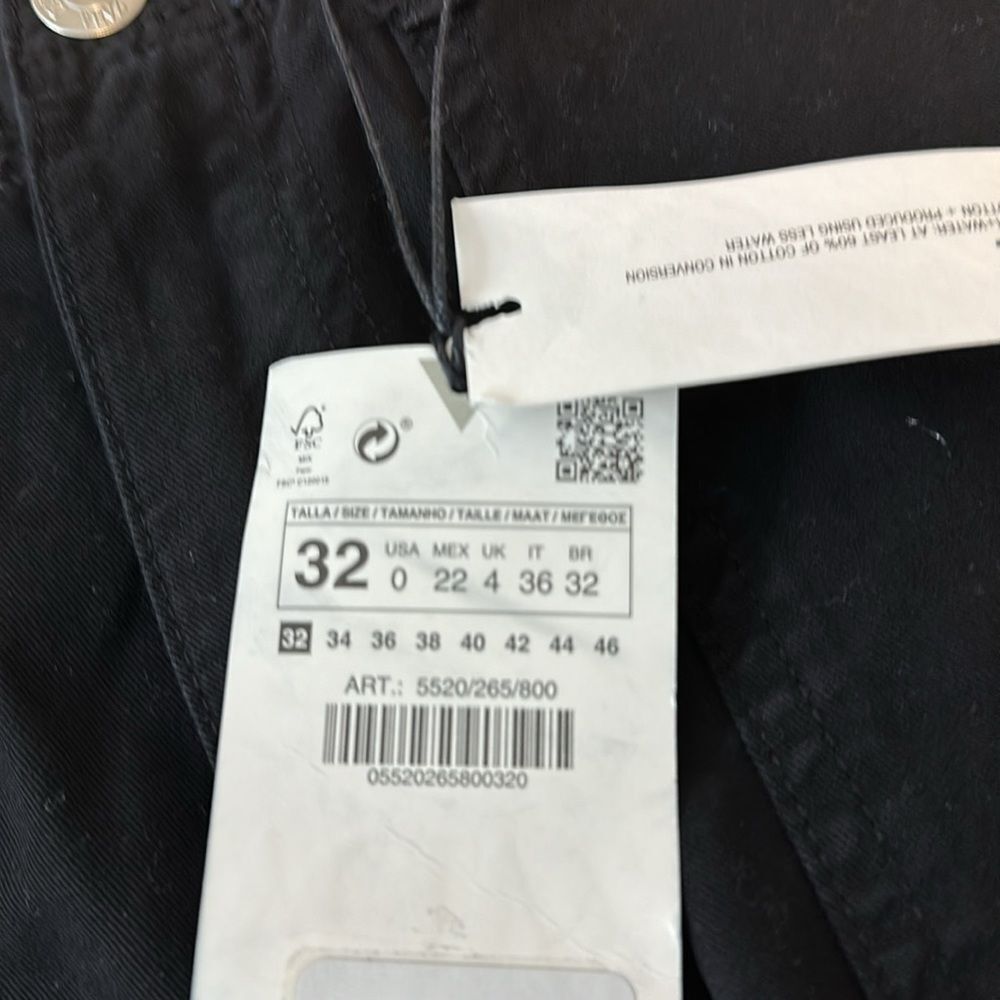 TTON + PRODUCED USING LESS WATER
WATER: AT LEAST 60% OF COTTON IN CONVERSION
FSC
MIX
TALLA / SIZE / TAMANHO / TAILLE / MAAT / ΜΕΓΕΘΟΣ
32 USA MEX UK IT BR
0 22 4 36 32
32 34 36 38 40 42 44 46
ART.: 5520/265/800
05520265800320